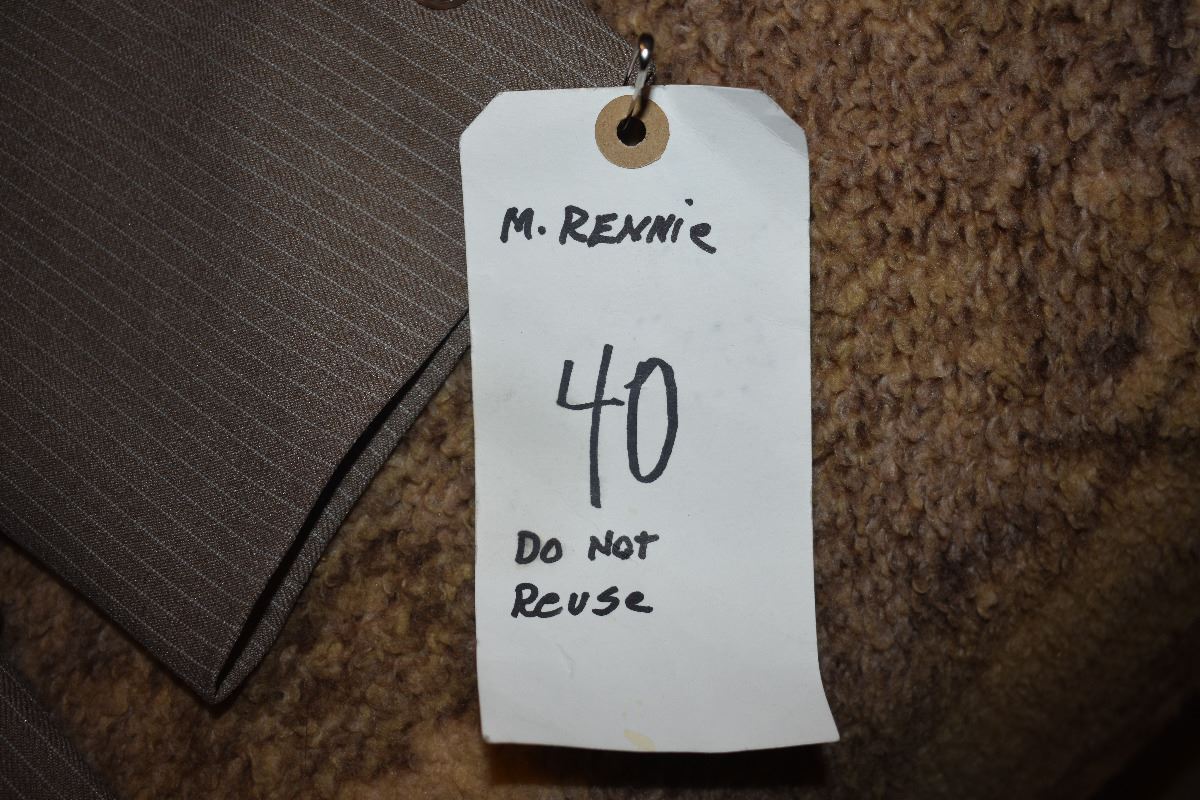 M. RENNie
40
Do Not
Reuse